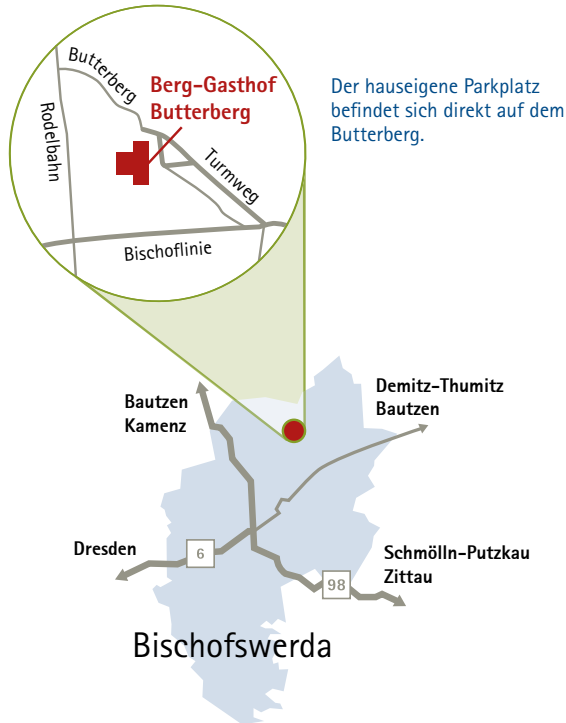 Butterberg
Berg-Gasthof
Butterberg
Der hauseigene Parkplatz
befindet sich direkt auf dem
Butterberg.
Rodelbahn
Turmweg
Bischoflinie
Bautzen
Kamenz
Demitz-Thumitz
Bautzen
Dresden
6
98
Schmölln-Putzkau
Zittau
Bischofswerda